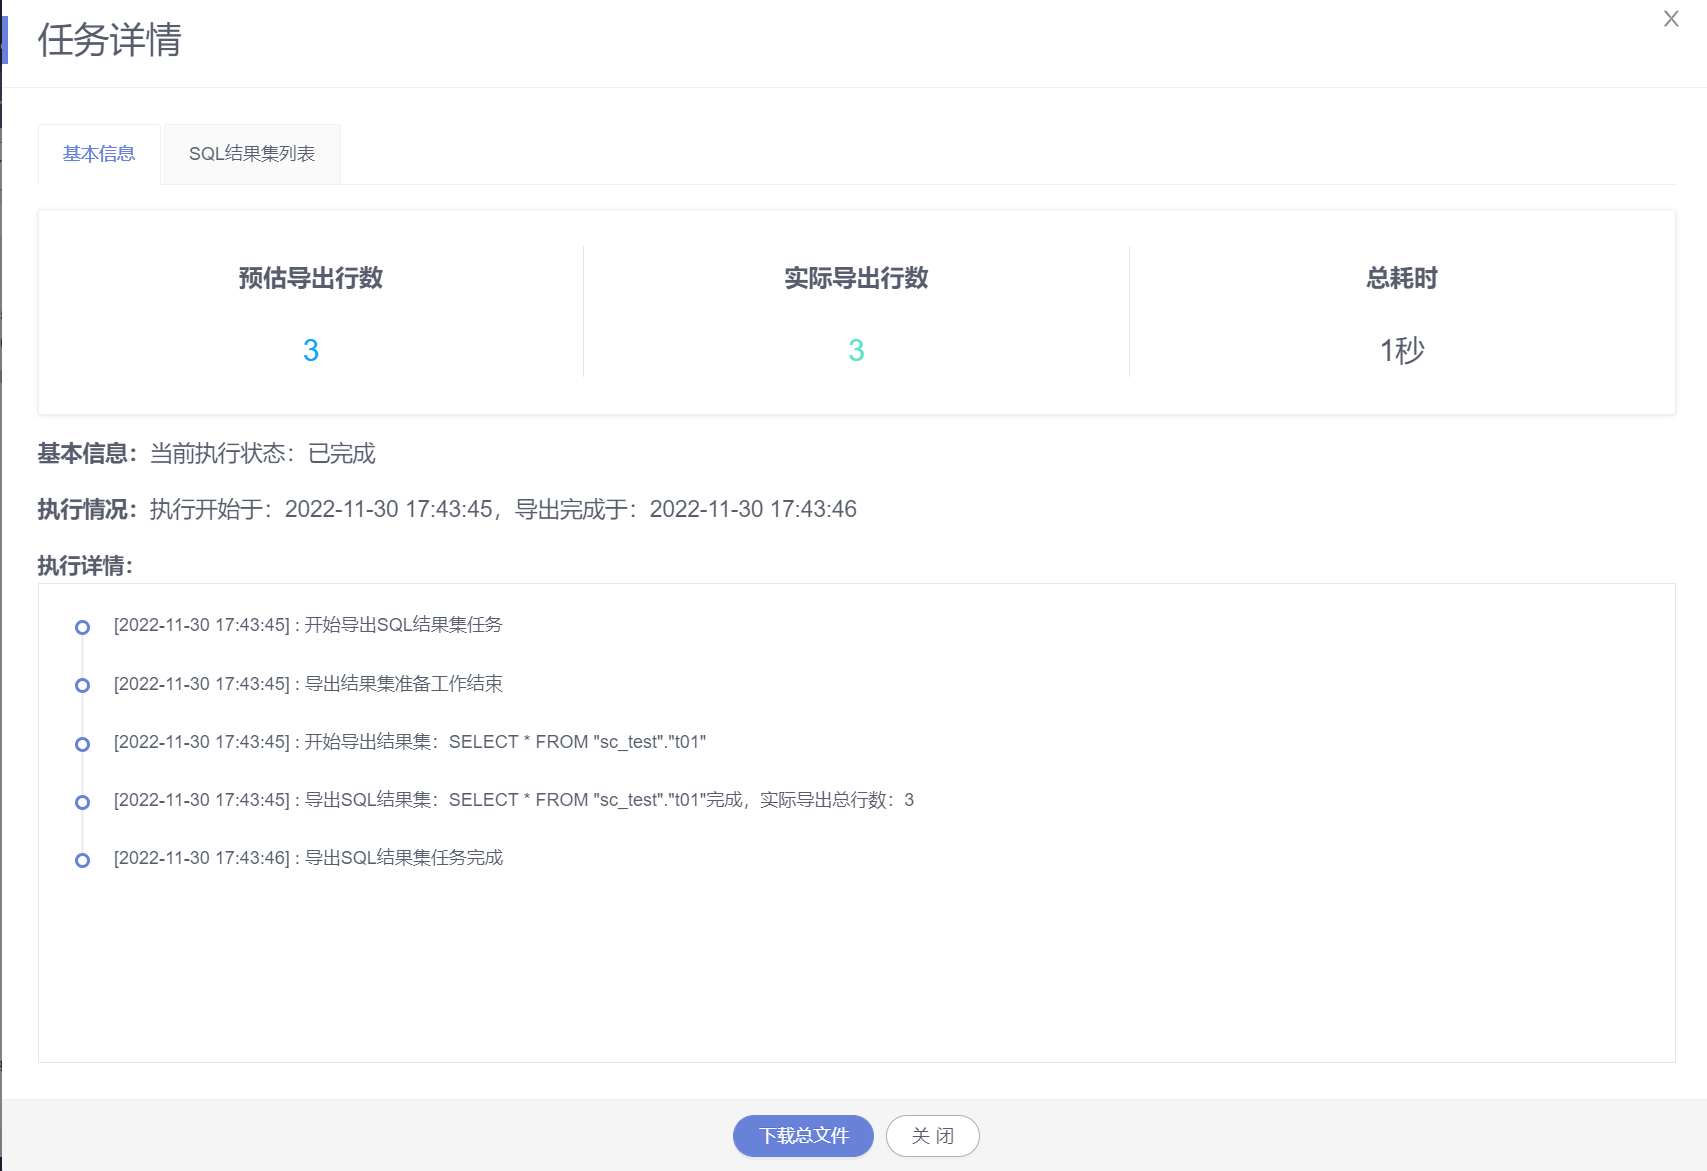 任务详情
X
基本信息
SQL结果集列表
预估导出行数
实际导出行数
总耗时
3
3
1秒
基本信息：当前执行状态：已完成
执行情况：执行开始于：2022-11-30 17:43:45，导出完成于：2022-11-30 17:43:46
执行详情：
[2022-11-30 17:43:45] : 开始导出SQL结果集任务
[2022-11-30 17:43:45] : 导出结果集准备工作结束
[2022-11-30 17:43:45] : 开始导出结果集：SELECT * FROM "sc_test"."t01"
[2022-11-30 17:43:45] : 导出SQL结果集：SELECT * FROM "sc_test"."t01"完成，实际导出总行数：3
[2022-11-30 17:43:46] : 导出SQL结果集任务完成
下载总文件
关 闭